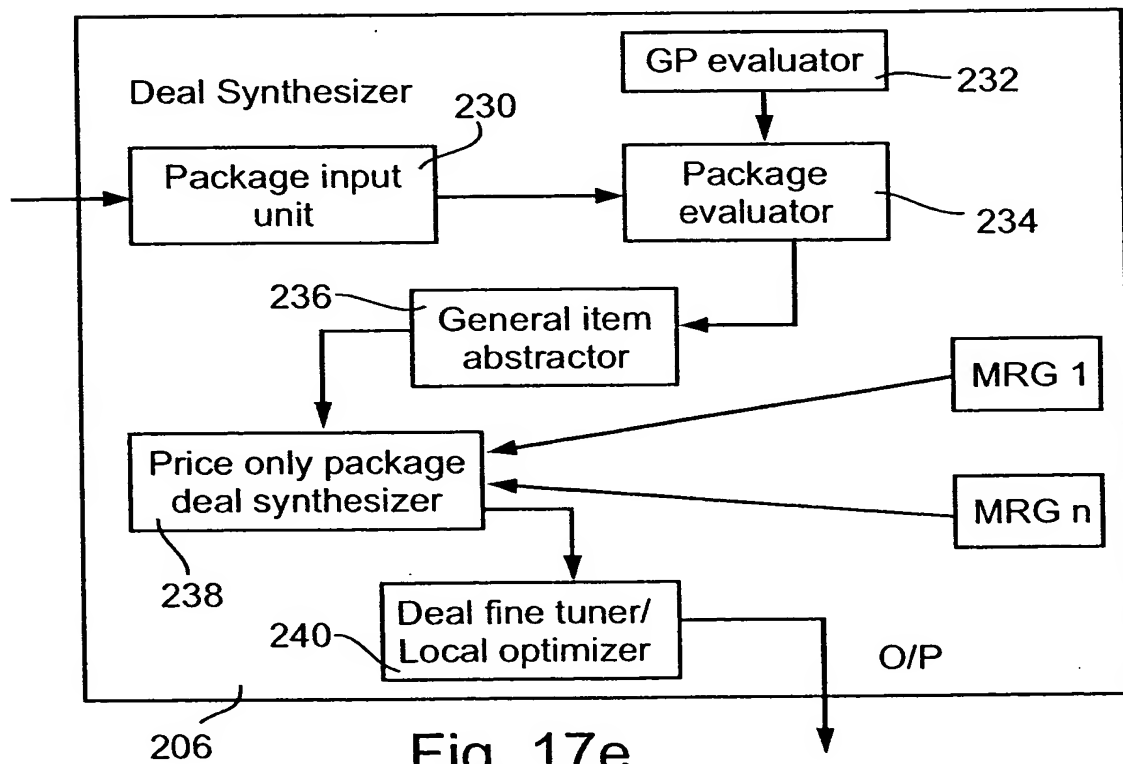 GP evaluator
232
Deal Synthesizer
230
Package input
unit
Package
evaluator
234
236
General item
abstractor
MRG 1
Price only package
deal synthesizer
MRG n
238
Deal fine tuner/
Local optimizer
240
O/P
206
Fig. 17e